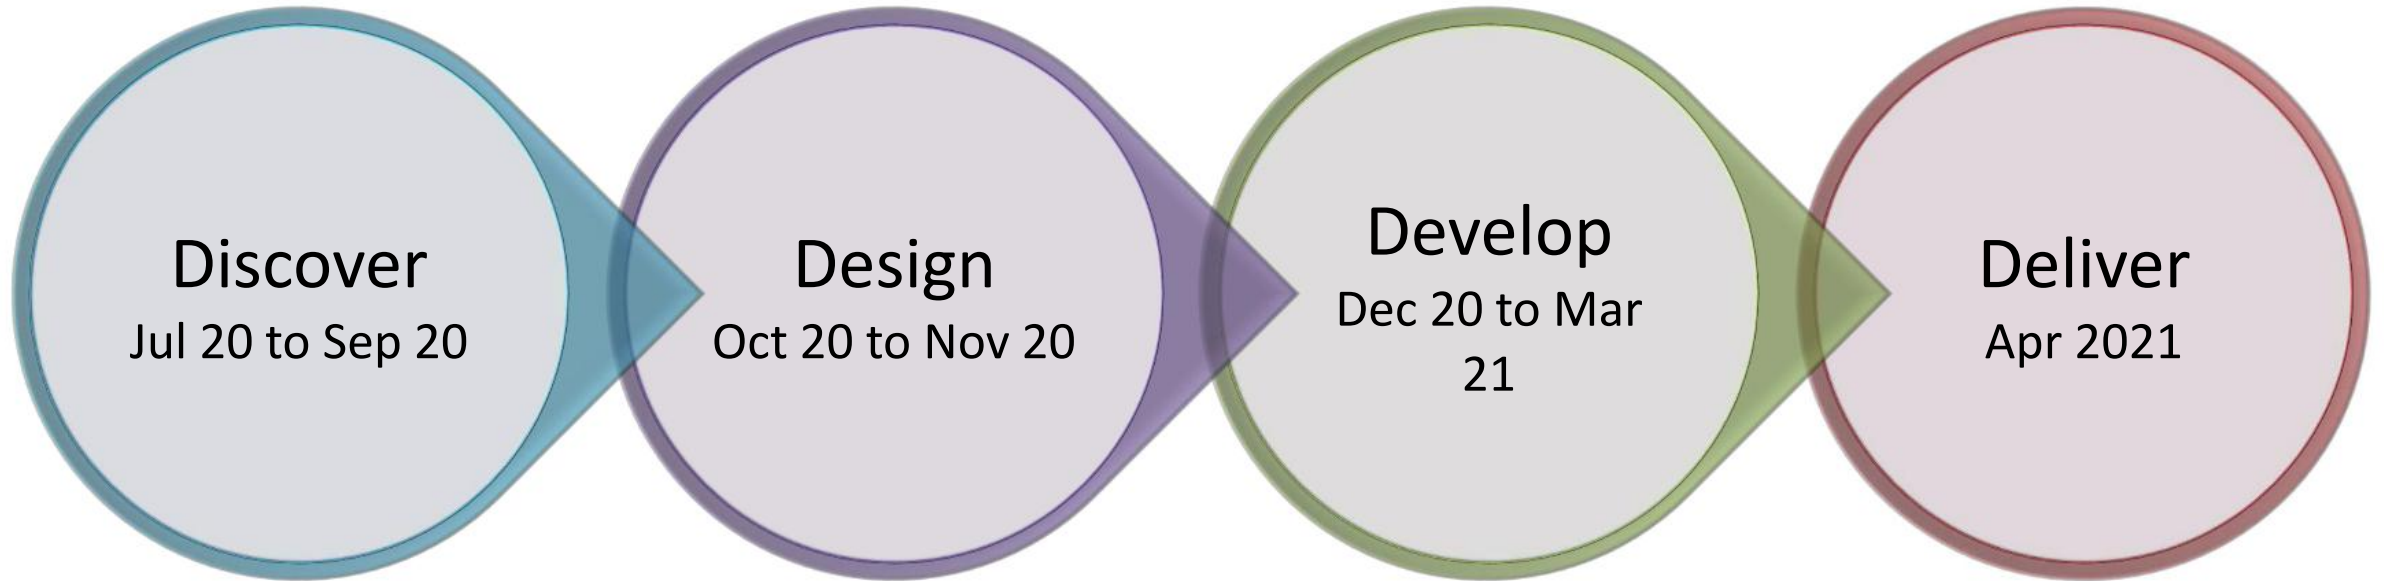 Discover
Jul 20 to Sep 20
Design
Oct 20 to Nov 20
Develop
Dec 20 to Mar
21
Deliver
Apr 2021